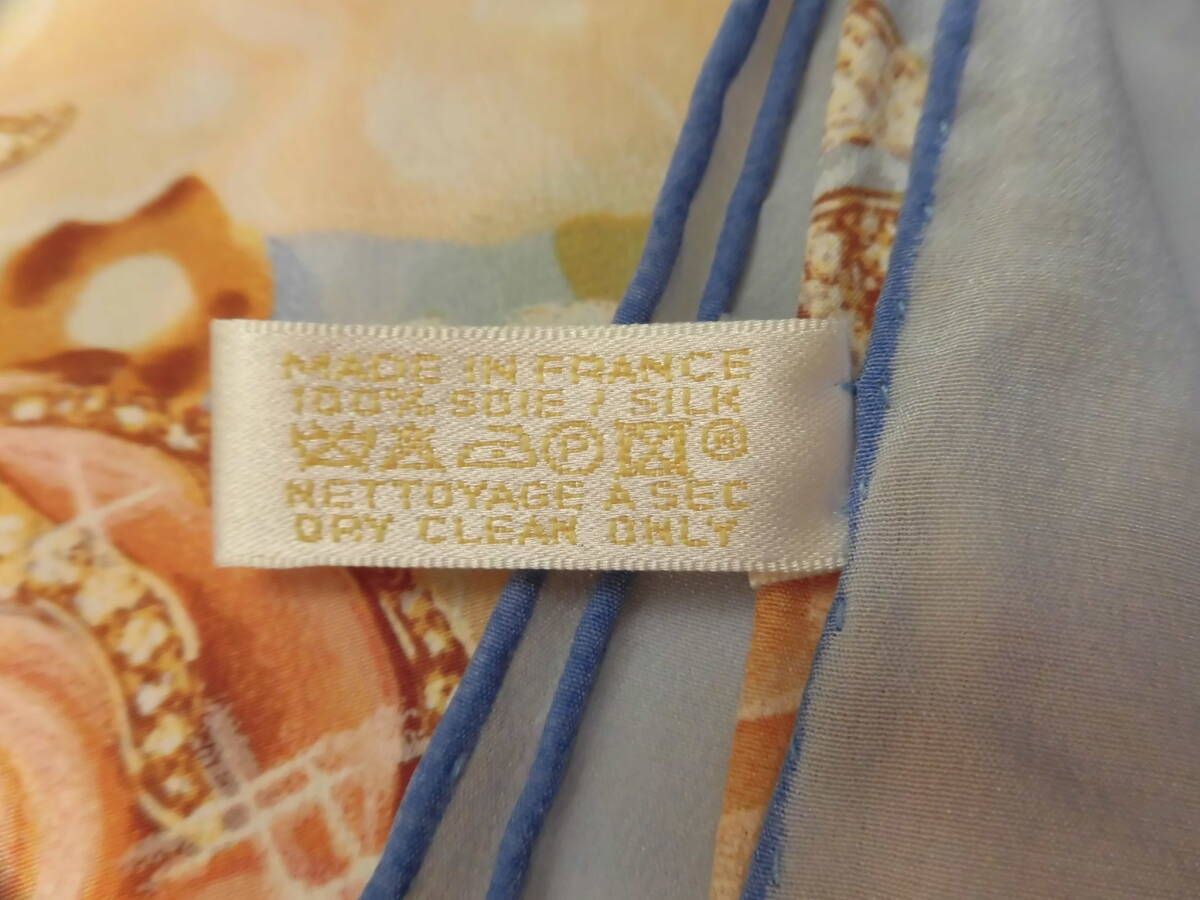 MADE IN FRANCE
100% SOIE / SILK
P
NETTOYAGE A SEC
DRY CLEAN ONLY